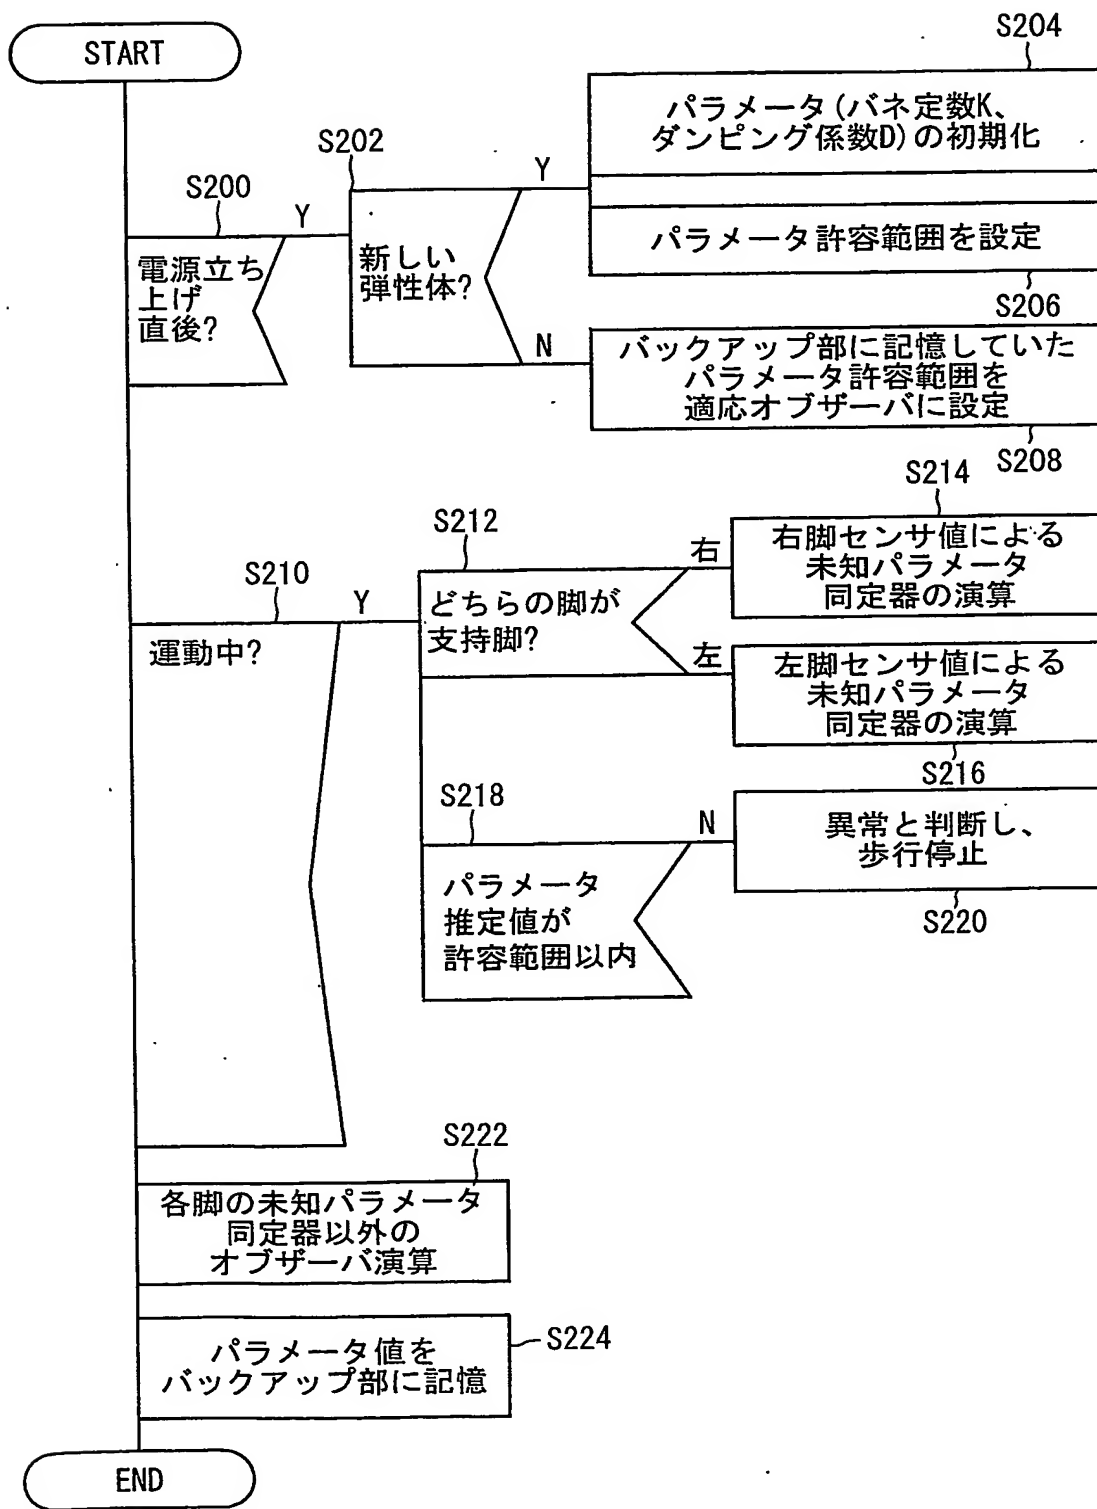 START
S200
電源立ち
上げ
直後?
Y
S202
新しい
弾性体?
Y
S204
パラメータ(バネ定数K、
ダンピング係数D)の初期化
パラメータ許容範囲を設定
S206
N
バックアップ部に記憶していた
パラメータ許容範囲を
適応オブザーバに設定
S208
S210
運動中?
Y
S212
どちらの脚が
支持脚?
右
S214
右脚センサ値による
未知パラメータ
同定器の演算
左
左脚センサ値による
未知パラメータ
同定器の演算
S216
S218
パラメータ
推定値が
許容範囲以内
N
異常と判断し、
歩行停止
S220
S222
各脚の未知パラメータ
同定器以外の
オブザーバ演算
パラメータ値を
バックアップ部に記憶
S224
END